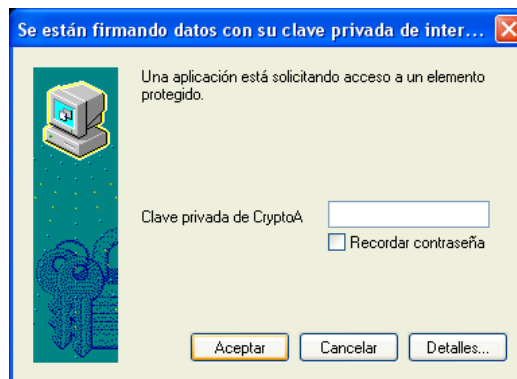 Se están firmando datos con su clave privada de inter...
Una aplicación está solicitando acceso a un elemento
protegido.
Clave privada de CryptoA
Recordar contraseña
Aceptar
Cancelar
Detalles...